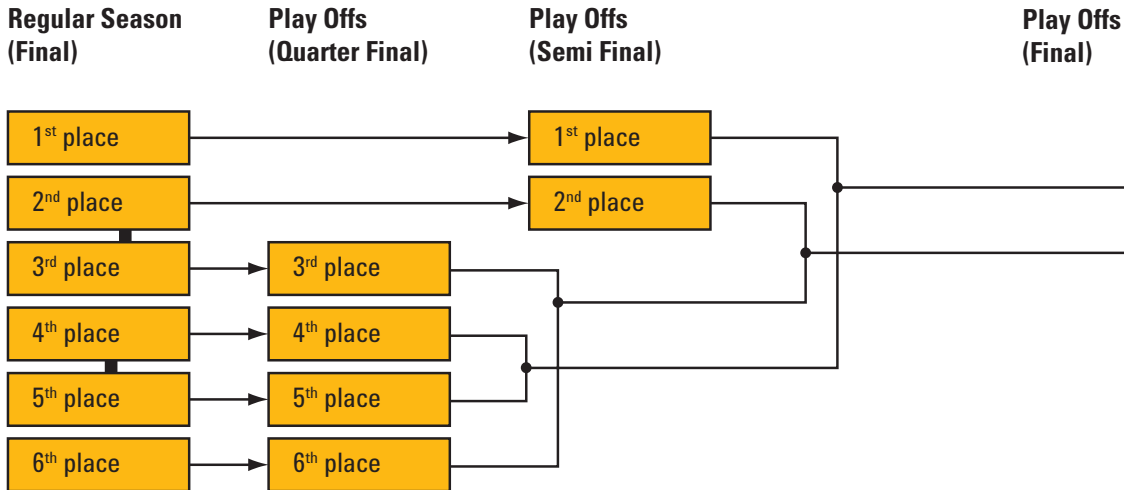 Regular Season
(Final)
Play Offs
(Quarter Final)
Play Offs
(Semi Final)
Play Offs
(Final)
1st place
1st place
2nd place
2nd place
3rd place
3rd place
4th place
4th place
5th place
5th place
6th place
6th place